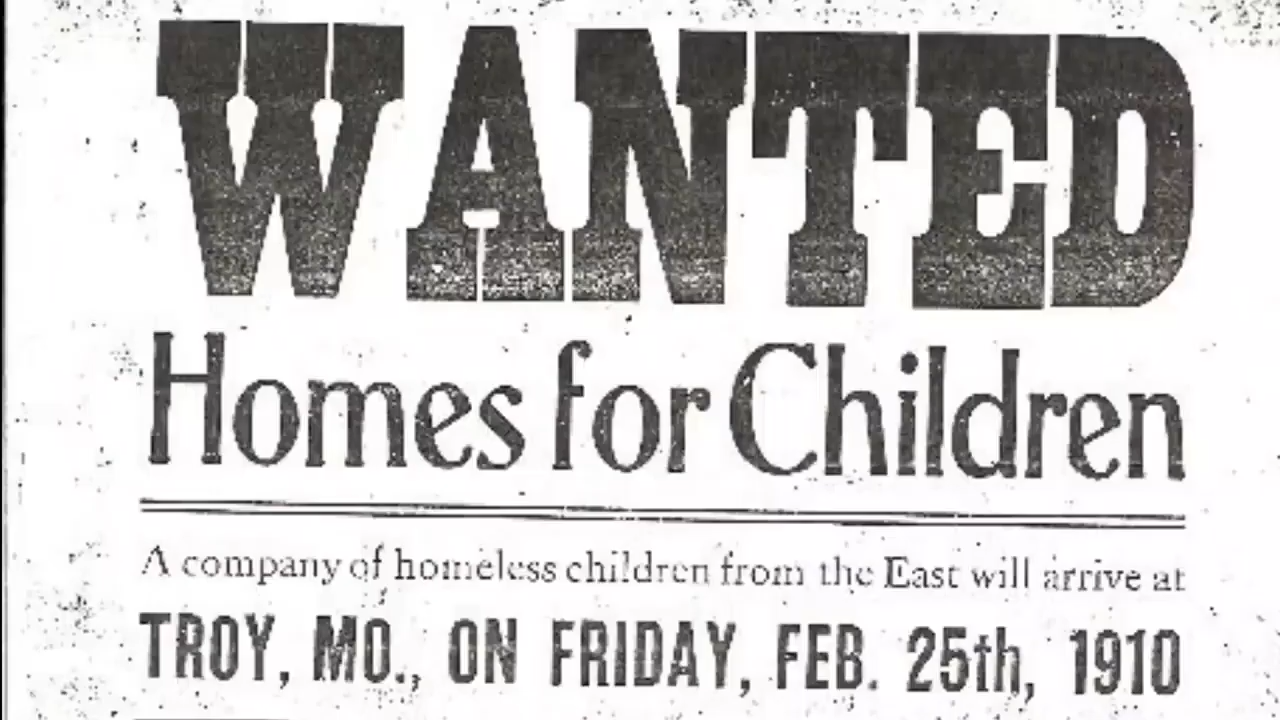 WANTED
Homes for Children
A company of homeless children from the East will arrive at
TROY, MO., ON FRIDAY, FEB. 25th, 1910